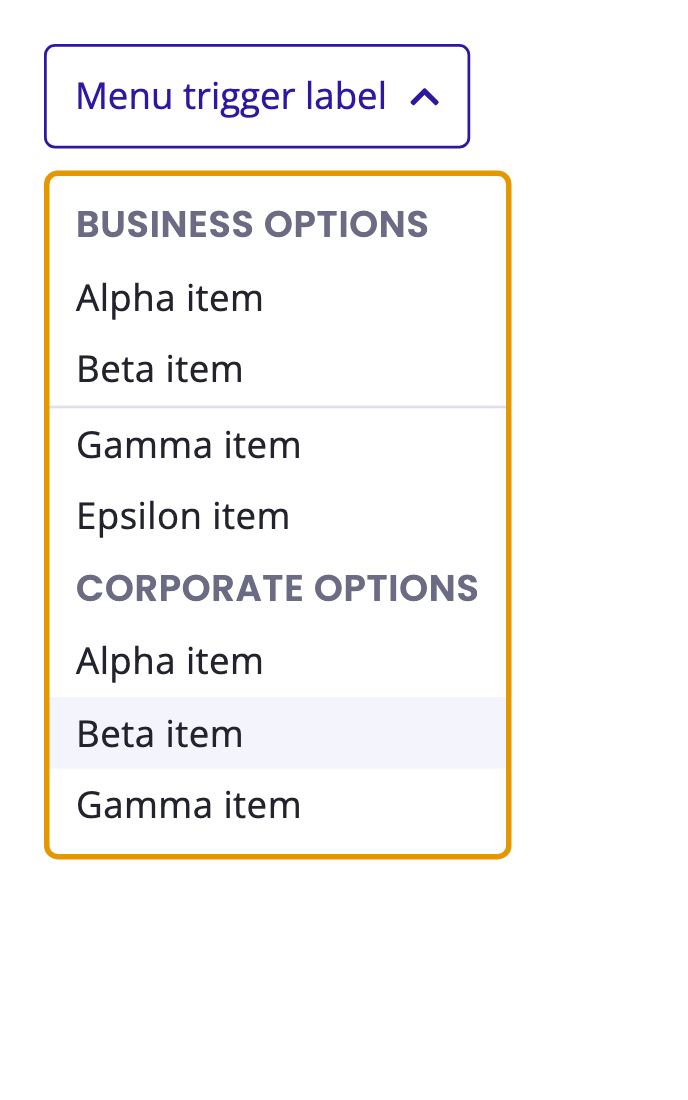 Menu trigger label
BUSINESS OPTIONS
Alpha item
Beta item
Gamma item
Epsilon item
CORPORATE OPTIONS
Alpha item
Beta item
Gamma item